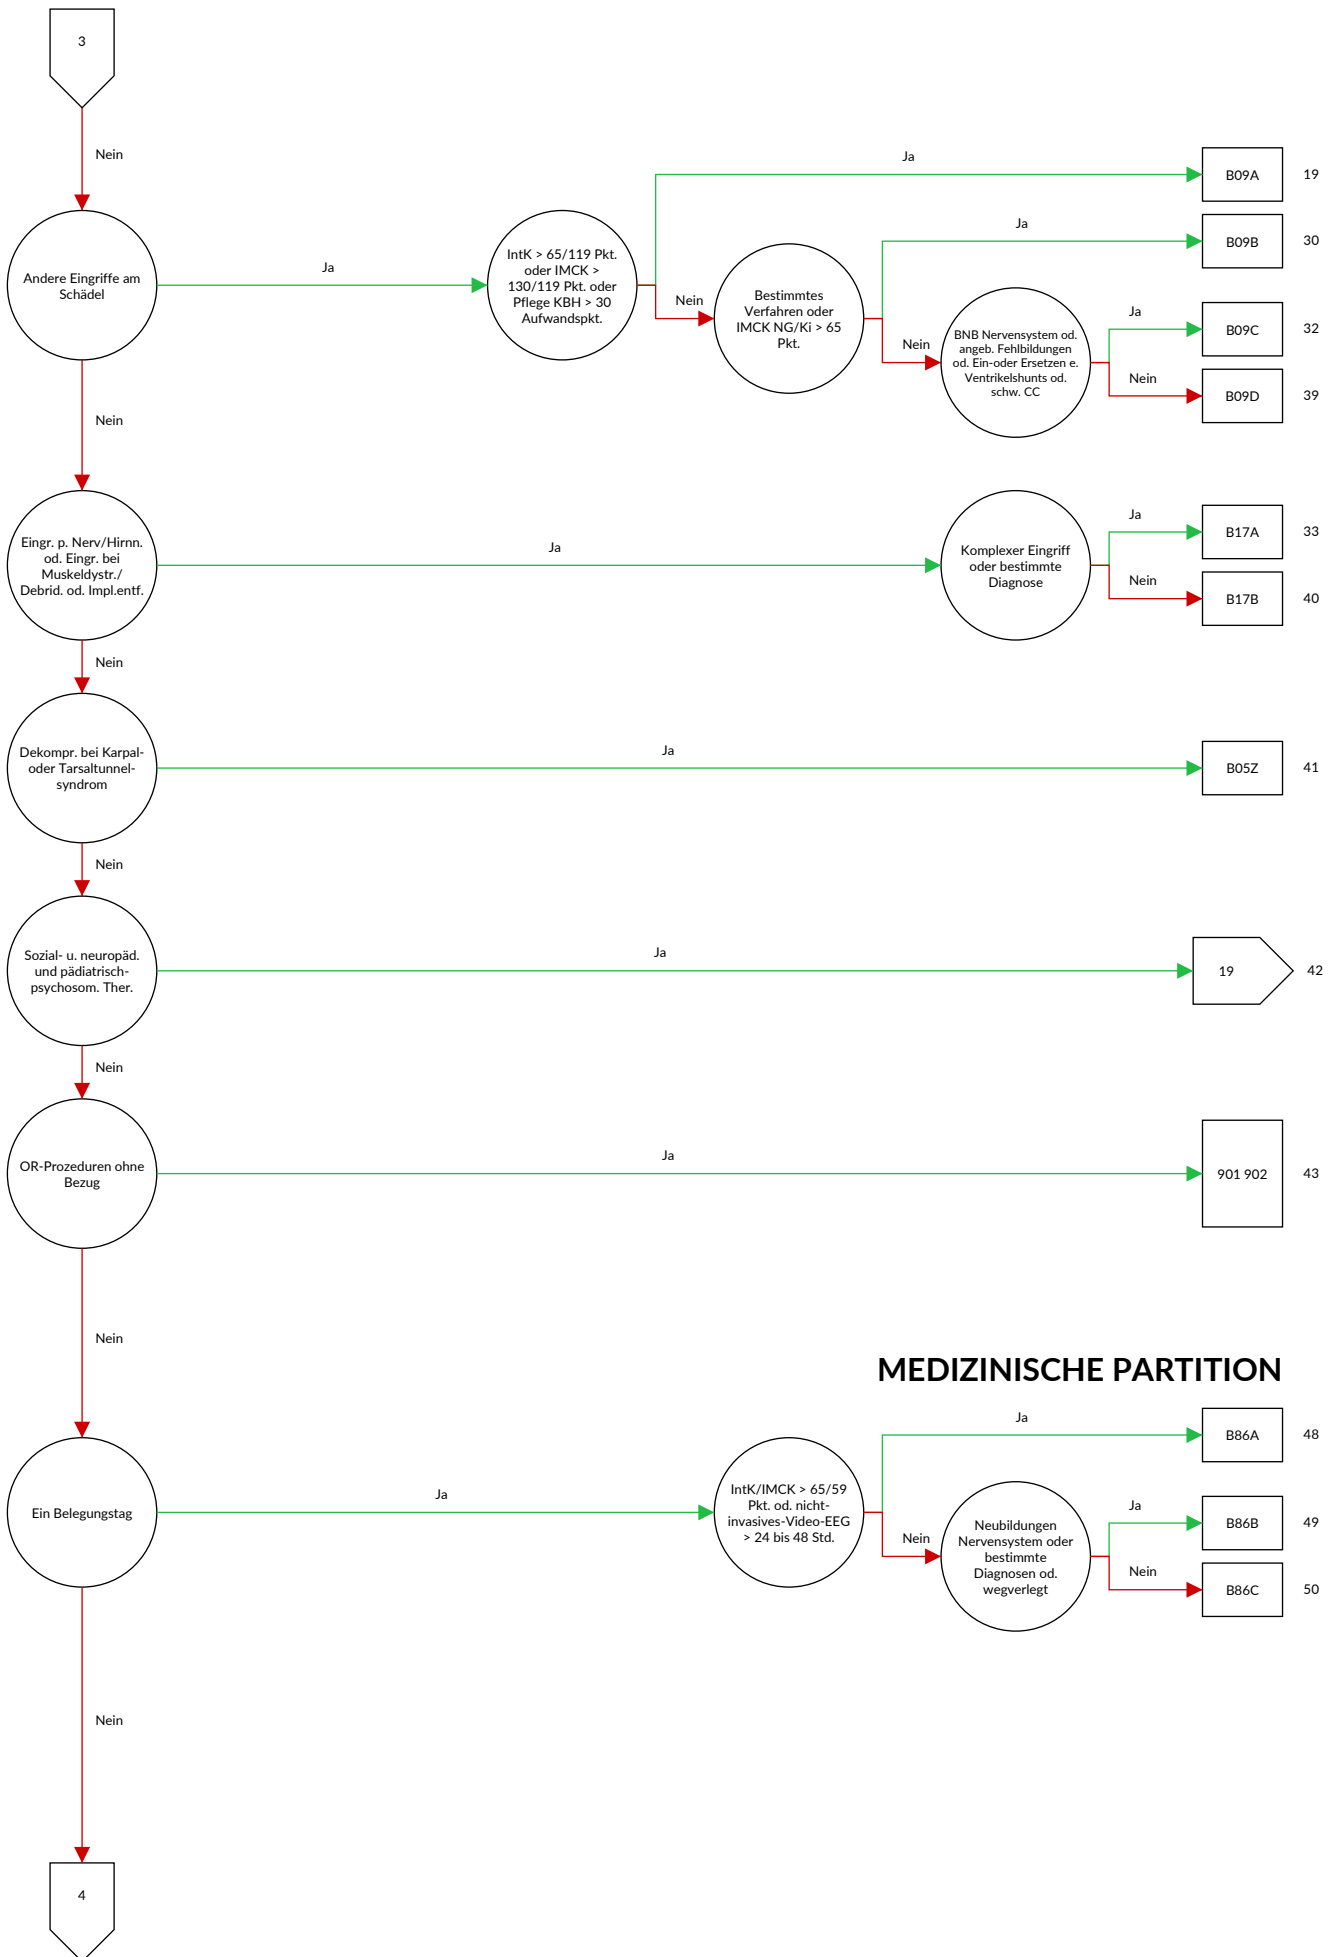 3
Nein
Andere Eingriffe am
Schädel
Ja
IntK > 65/119 Pkt.
oder IMCK >
130/119 Pkt. oder
Pflege KBH > 30
Aufwandspkt.
Ja
B09A
19
Nein
Bestimmtes
Verfahren oder
IMCK NG/Ki > 65
Pkt.
Ja
B09B
30
Nein
BNB Nervensystem od.
angeb. Fehlbildungen
od. Ein-oder Ersetzen e.
Ventrikelshunts od.
schw. CC
Ja
B09C
32
Nein
B09D
39
Nein
Eingr. p. Nerv/Hirnn.
od. Eingr. bei
Muskeldystr./
Debrid. od. Impl.entf.
Ja
Komplexer Eingriff
oder bestimmte
Diagnose
Ja
B17A
33
Nein
B17B
40
Nein
Dekompr. bei Karpal-
oder Tarsaltunnel-
syndrom
Ja
B05Z
41
Nein
Sozial- u. neuropäd.
und pädiatrisch-
psychosom. Ther.
Ja
19
42
Nein
OR-Prozeduren ohne
Bezug
Ja
901 902
43
Nein
MEDIZINISCHE PARTITION
Ein Belegungstag
Ja
IntK/IMCK > 65/59
Pkt. od. nicht-
invasives-Video-EEG
> 24 bis 48 Std.
Ja
B86A
48
Nein
Neubildungen
Nervensystem oder
bestimmte
Diagnosen od.
wegverlegt
Ja
B86B
49
Nein
B86C
50
Nein
4